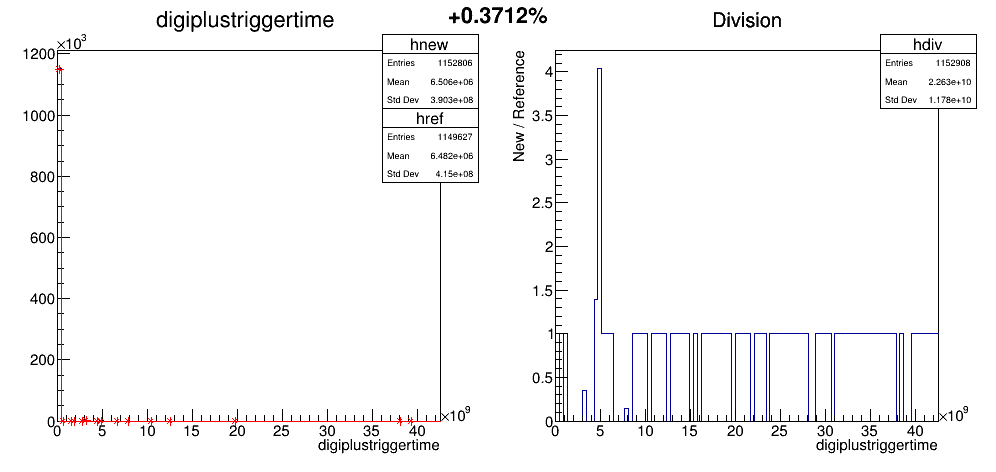 digiplustriggertime
+0.3712%
Division
×10³
hnew
Entries 1152806
Mean 6.506e+06
Std Dev 3.903e+08
href
Entries 1149627
Mean 6.482e+06
Std Dev 4.15e+08
1200
1000
800
600
400
200
0
0 5 10 15 20 25 30 35 40 ×10⁹
digiplustriggertime
New / Reference
hdiv
Entries 1152908
Mean 2.263e+10
Std Dev 1.178e+10
4
3.5
3
2.5
2
1.5
1
0.5
0
0 5 10 15 20 25 30 35 40 ×10⁹
digiplustriggertime